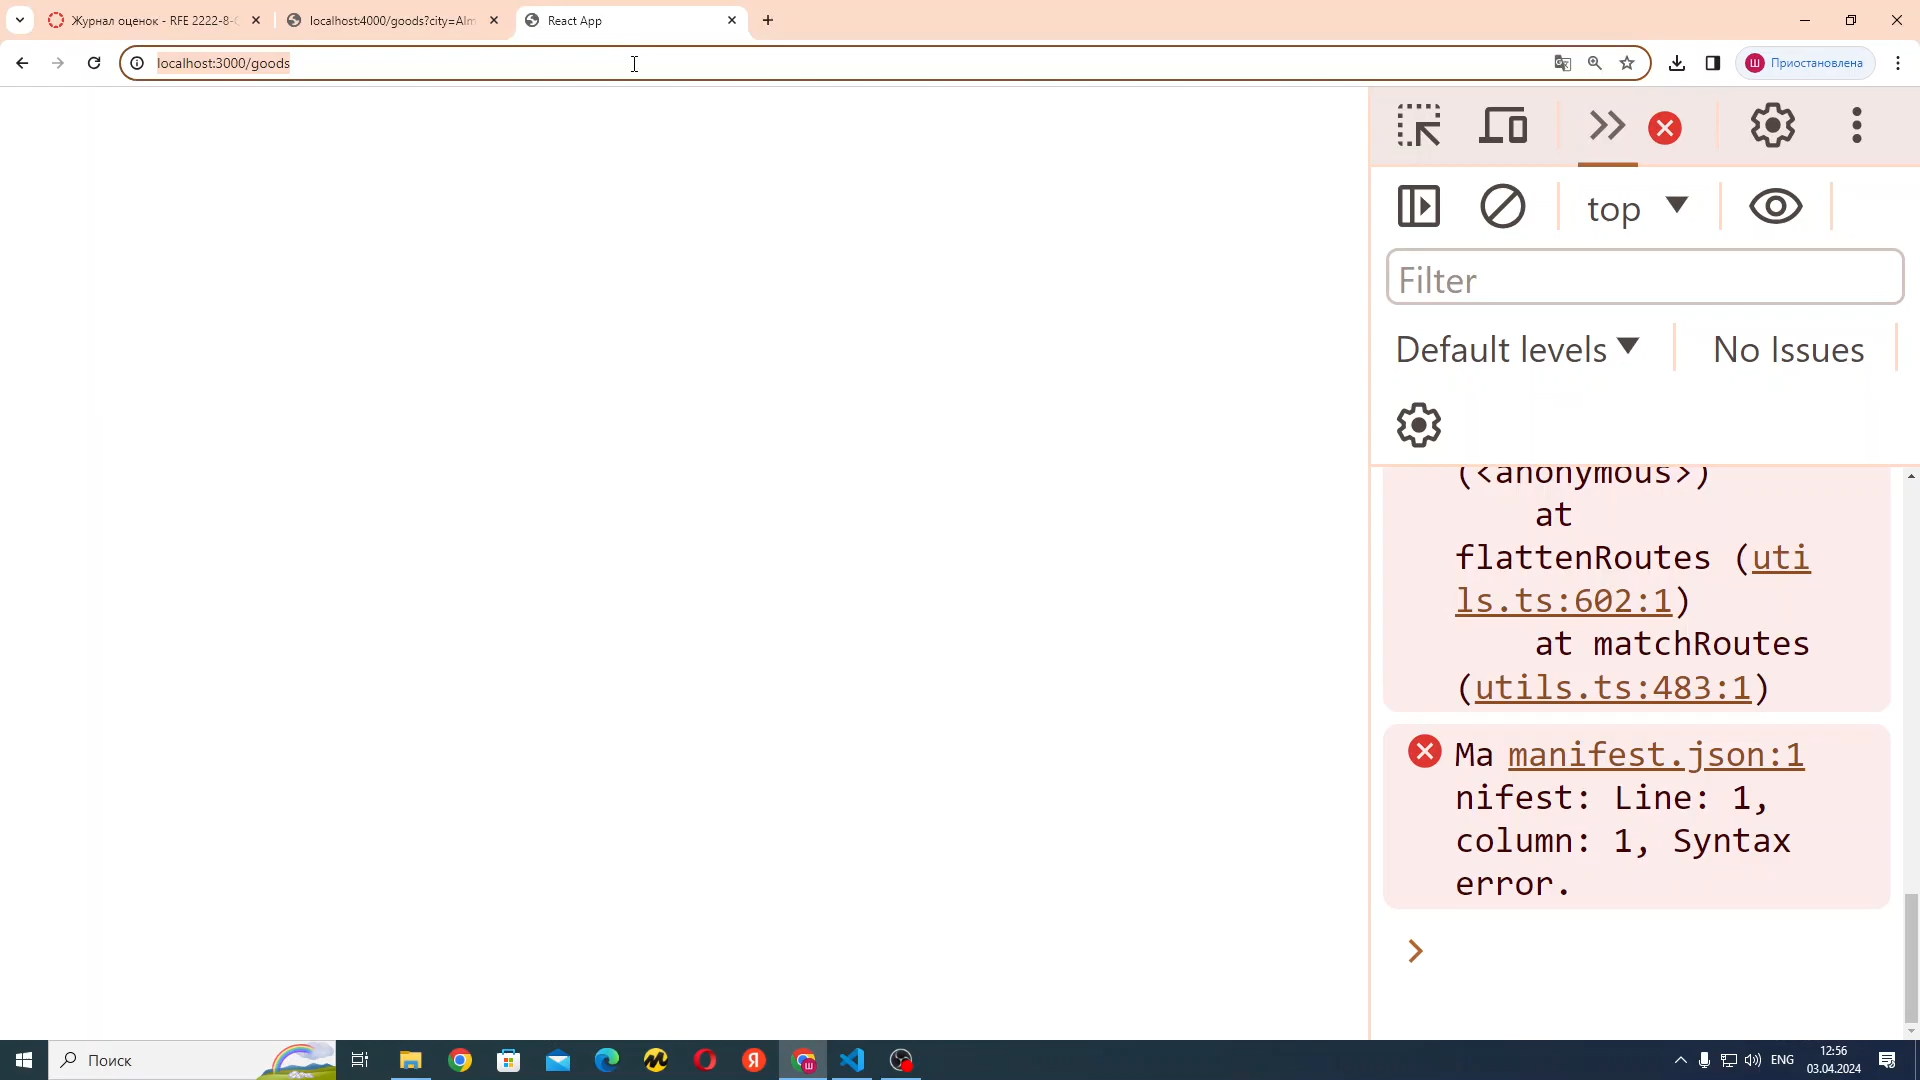 Журнал оценок - RFE 2222-8-
localhost:4000/goods?city=Alm
React App
localhost:3000/goods
Приостановлена
top
Filter
Default levels
No Issues
(<anonymous>)
at
flattenRoutes (uti
ls.ts:602:1)
at matchRoutes
(utils.ts:483:1)
Ma manifest.json:1
nifest: Line: 1,
column: 1, Syntax
error.
Поиск
ENG
12:56
03.04.2024